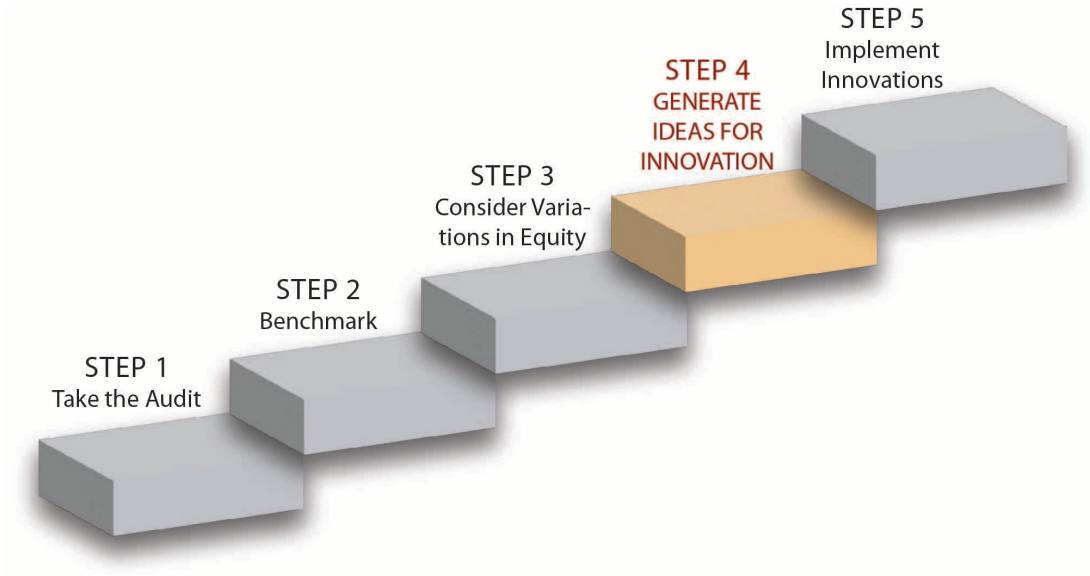 STEP 1
Take the Audit
STEP 2
Benchmark
STEP 3
Consider Varia-
tions in Equity
STEP 4
GENERATE
IDEAS FOR
INNOVATION
STEP 5
Implement
Innovations